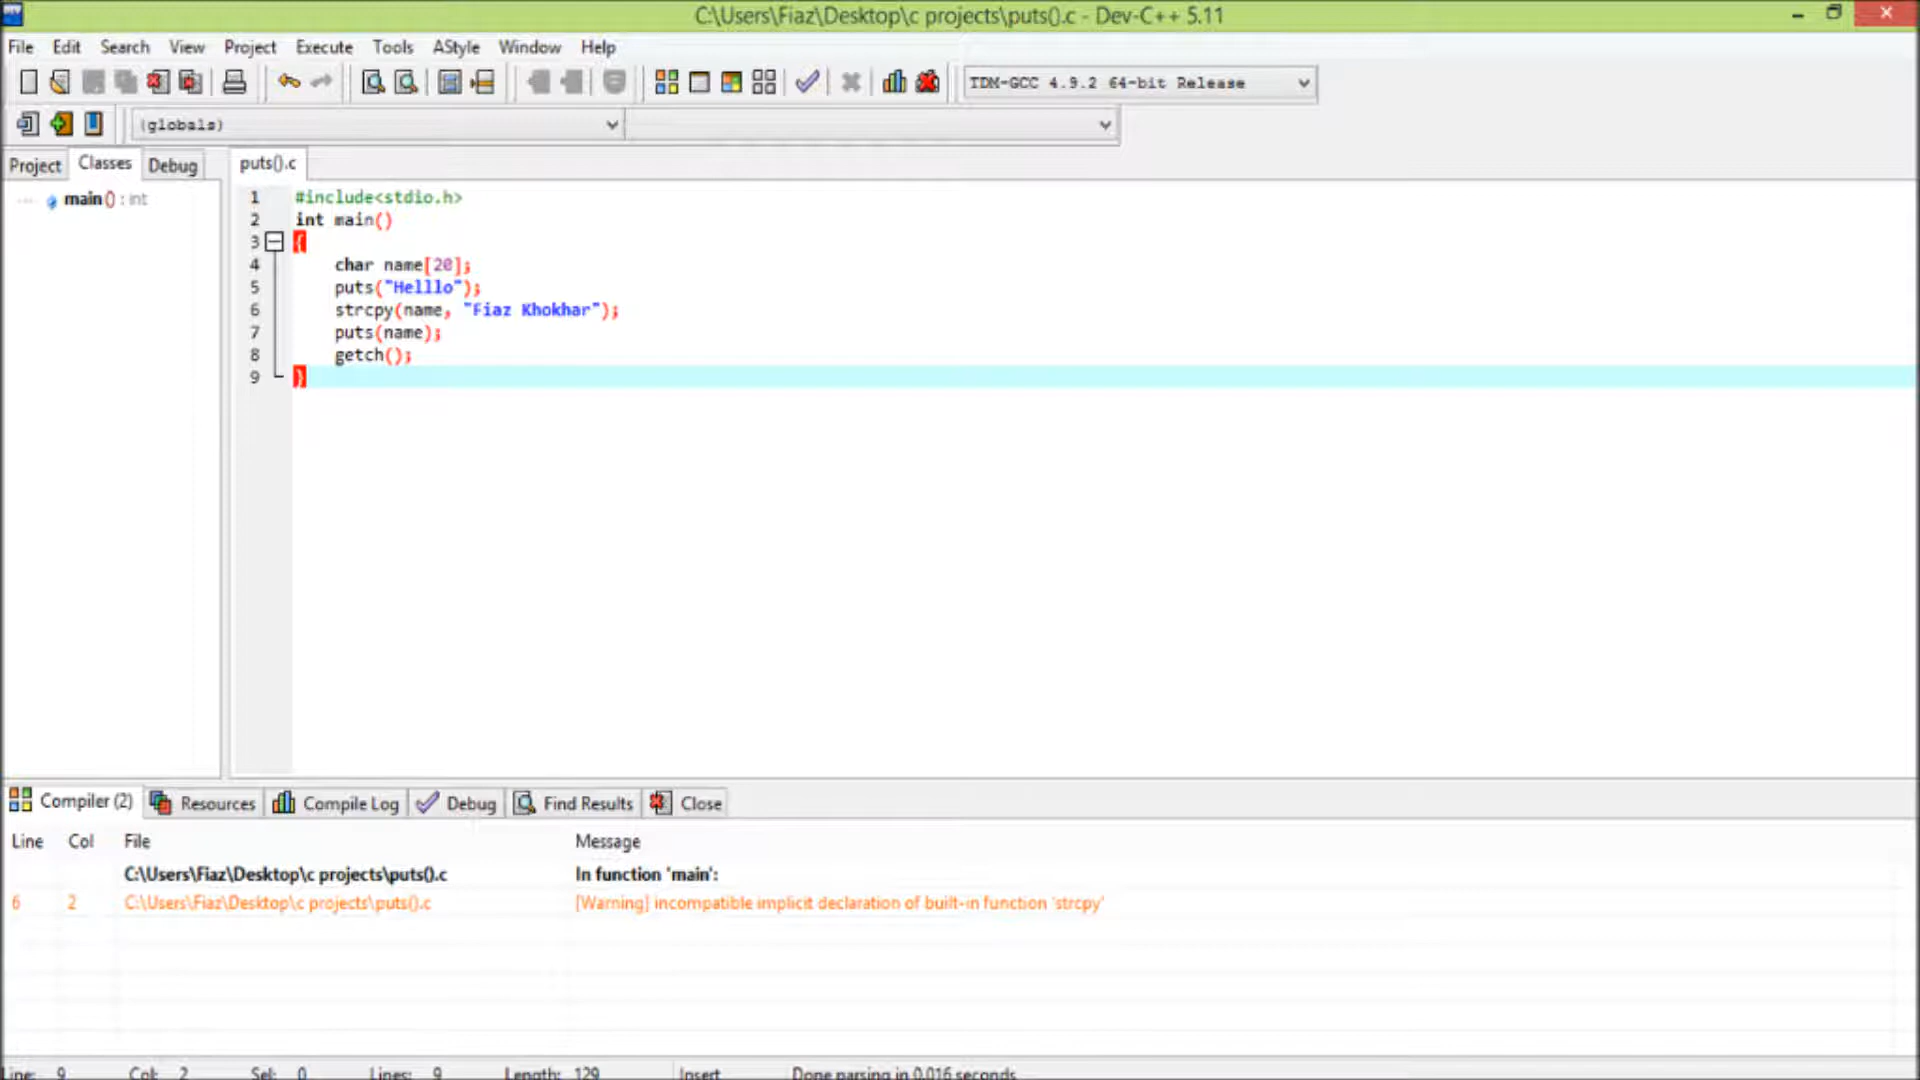 C:\Users\Fiaz\Desktop\c projects\puts().c - Dev-C++ 5.11
File Edit Search View Project Execute Tools AStyle Window Help
TDM-GCC 4.9.2 64-bit Release
(globals)
Project Classes Debug puts().c
main() : int
1 #include<stdio.h>
2 int main()
3 {
4 char name[20];
5 puts("Helllo");
6 strcpy(name, "Fiaz Khokhar");
7 puts(name);
8 getch();
9 }
Compiler (2) Resources Compile Log Debug Find Results Close
Line Col File Message
C:\Users\Fiaz\Desktop\c projects\puts().c In function 'main':
6 2 C:\Users\Fiaz\Desktop\c projects\puts().c [Warning] incompatible implicit declaration of built-in function 'strcpy'
Line: 9 Col: 2 Sel: 0 Lines: 9 Length: 129 Insert Done parsing in 0.016 seconds